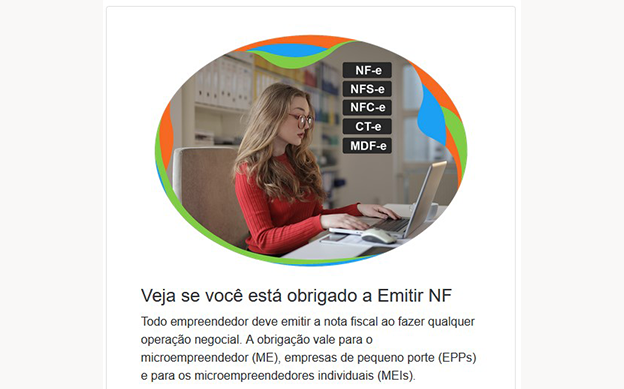 NF-e
NFS-e
NFC-e
CT-e
MDF-e
Veja se você está obrigado a Emitir NF
Todo empreendedor deve emitir a nota fiscal ao fazer qualquer
operação negocial. A obrigação vale para o
microempreendedor (ME), empresas de pequeno porte (EPPs)
e para os microempreendedores individuais (MEIs).